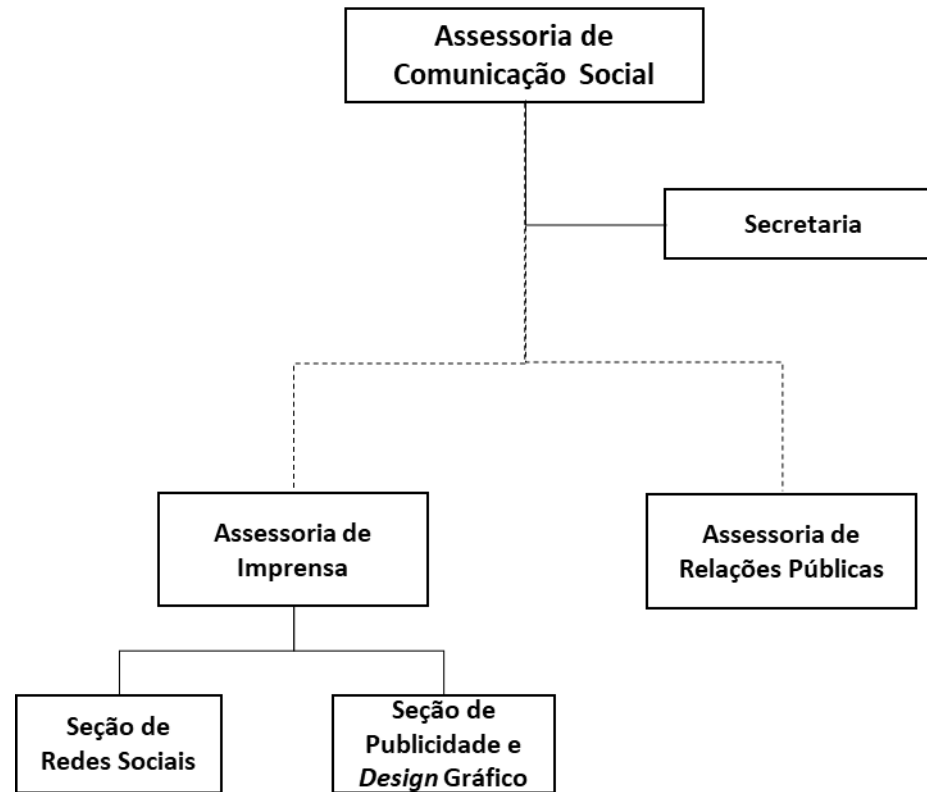 Assessoria de
Comunicação Social
Secretaria
Assessoria de
Imprensa
Assessoria de
Relações Públicas
Seção de
Redes Sociais
Seção de
Publicidade e
Design Gráfico